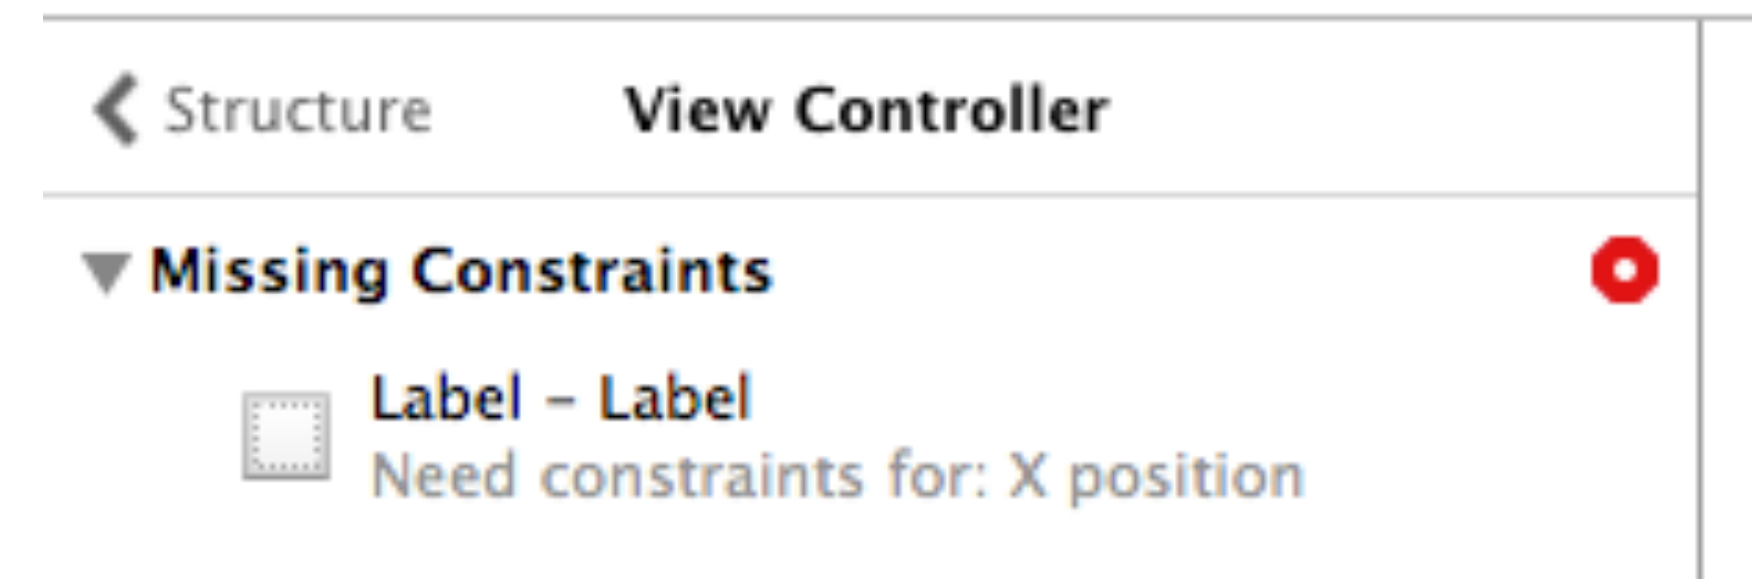 Structure View Controller
Missing Constraints
Label – Label
Need constraints for: X position